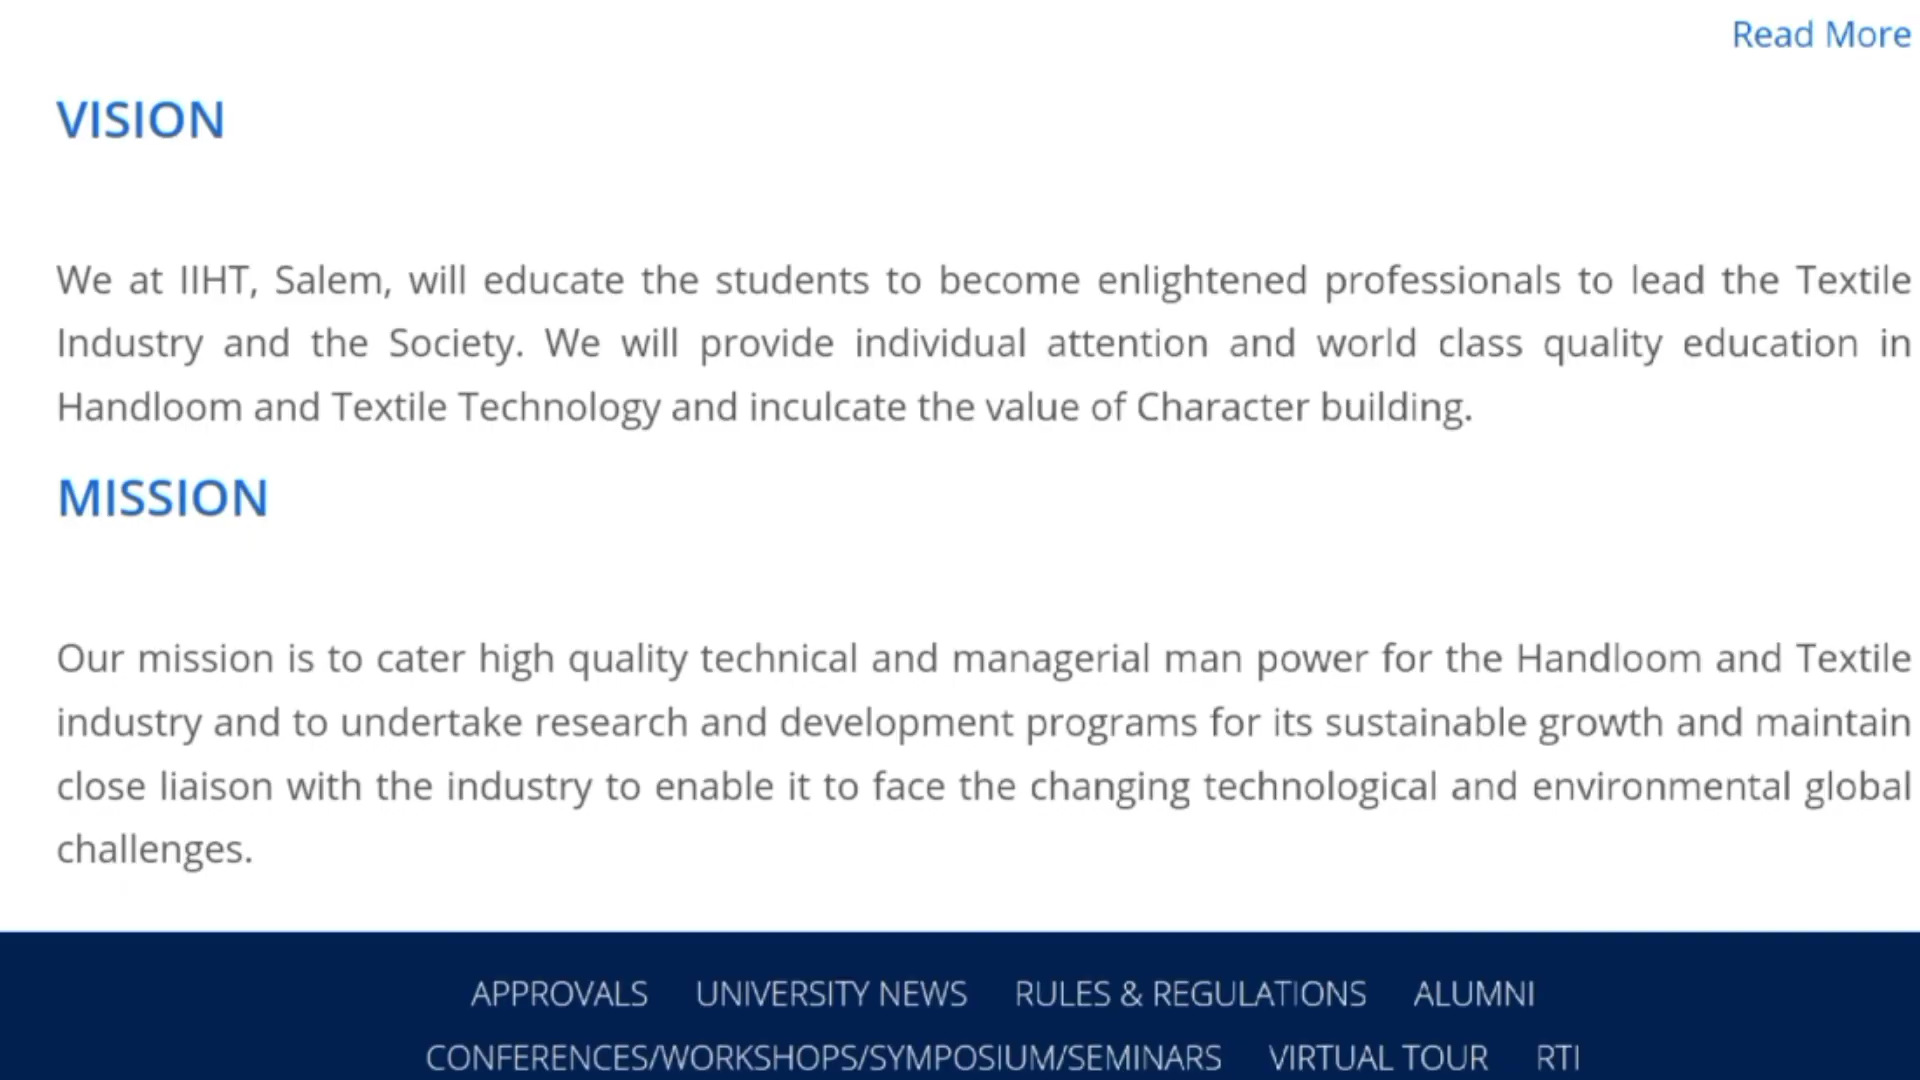 Read More
VISION
We at IIHT, Salem, will educate the students to become enlightened professionals to lead the Textile
Industry and the Society. We will provide individual attention and world class quality education in
Handloom and Textile Technology and inculcate the value of Character building.
MISSION
Our mission is to cater high quality technical and managerial man power for the Handloom and Textile
industry and to undertake research and development programs for its sustainable growth and maintain
close liaison with the industry to enable it to face the changing technological and environmental global
challenges.
APPROVALS UNIVERSITY NEWS RULES & REGULATIONS ALUMNI
CONFERENCES/WORKSHOPS/SYMPOSIUM/SEMINARS VIRTUAL TOUR RTI